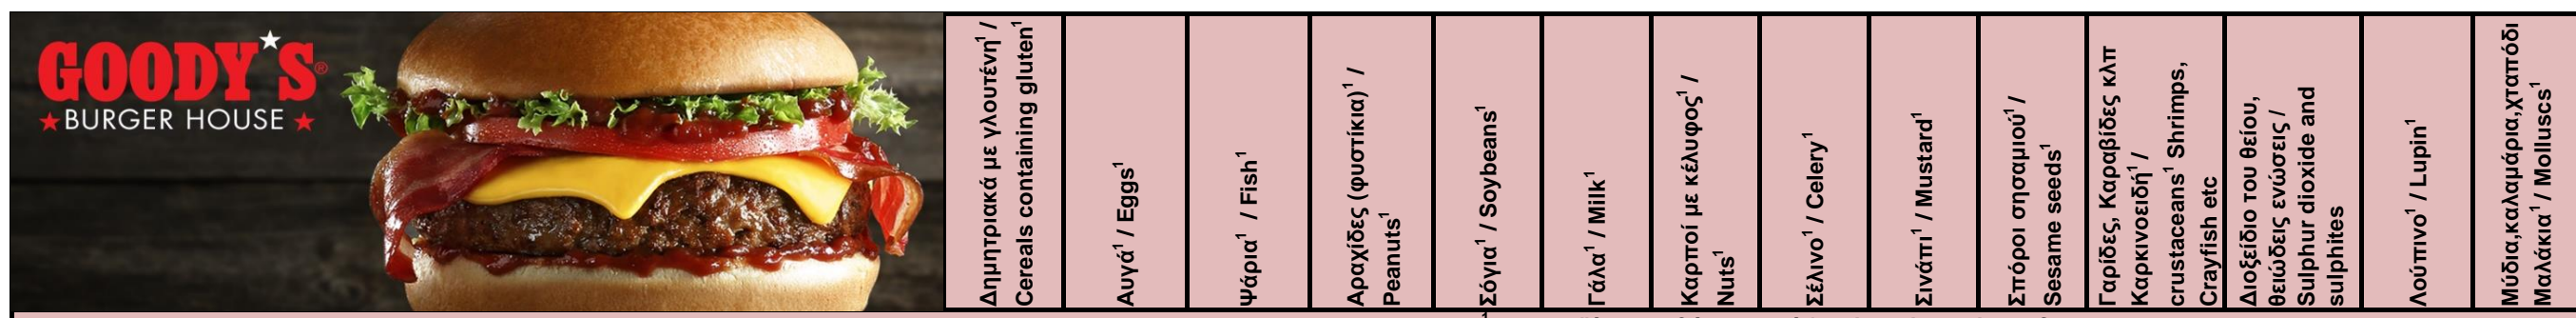 GOODY'S®
BURGER HOUSE
Δημητριακά με γλουτένη¹ /
Cereals containing gluten¹
Αυγά¹ / Eggs¹
Ψάρια¹ / Fish¹
Αραχίδες (φυστίκια)¹ /
Peanuts¹
Σόγια¹ / Soybeans¹
Γάλα¹ / Milk¹
Καρποί με κέλυφος¹ /
Nuts¹
Σέλινο¹ / Celery¹
Σινάπι¹ / Mustard¹
Σπόροι σησαμιού¹ /
Sesame seeds¹
Γαρίδες, Καραβίδες κλπ
Καρκινοειδή¹ /
crustaceans¹ Shrimps,
Crayfish etc
Διοξείδιο του θείου,
θειώδεις ενώσεις /
Sulphur dioxide and
sulphites
Λούπινο¹ / Lupin¹
Μύδια,καλαμάρια,χταπόδι
Μαλάκια¹ / Molluscs¹